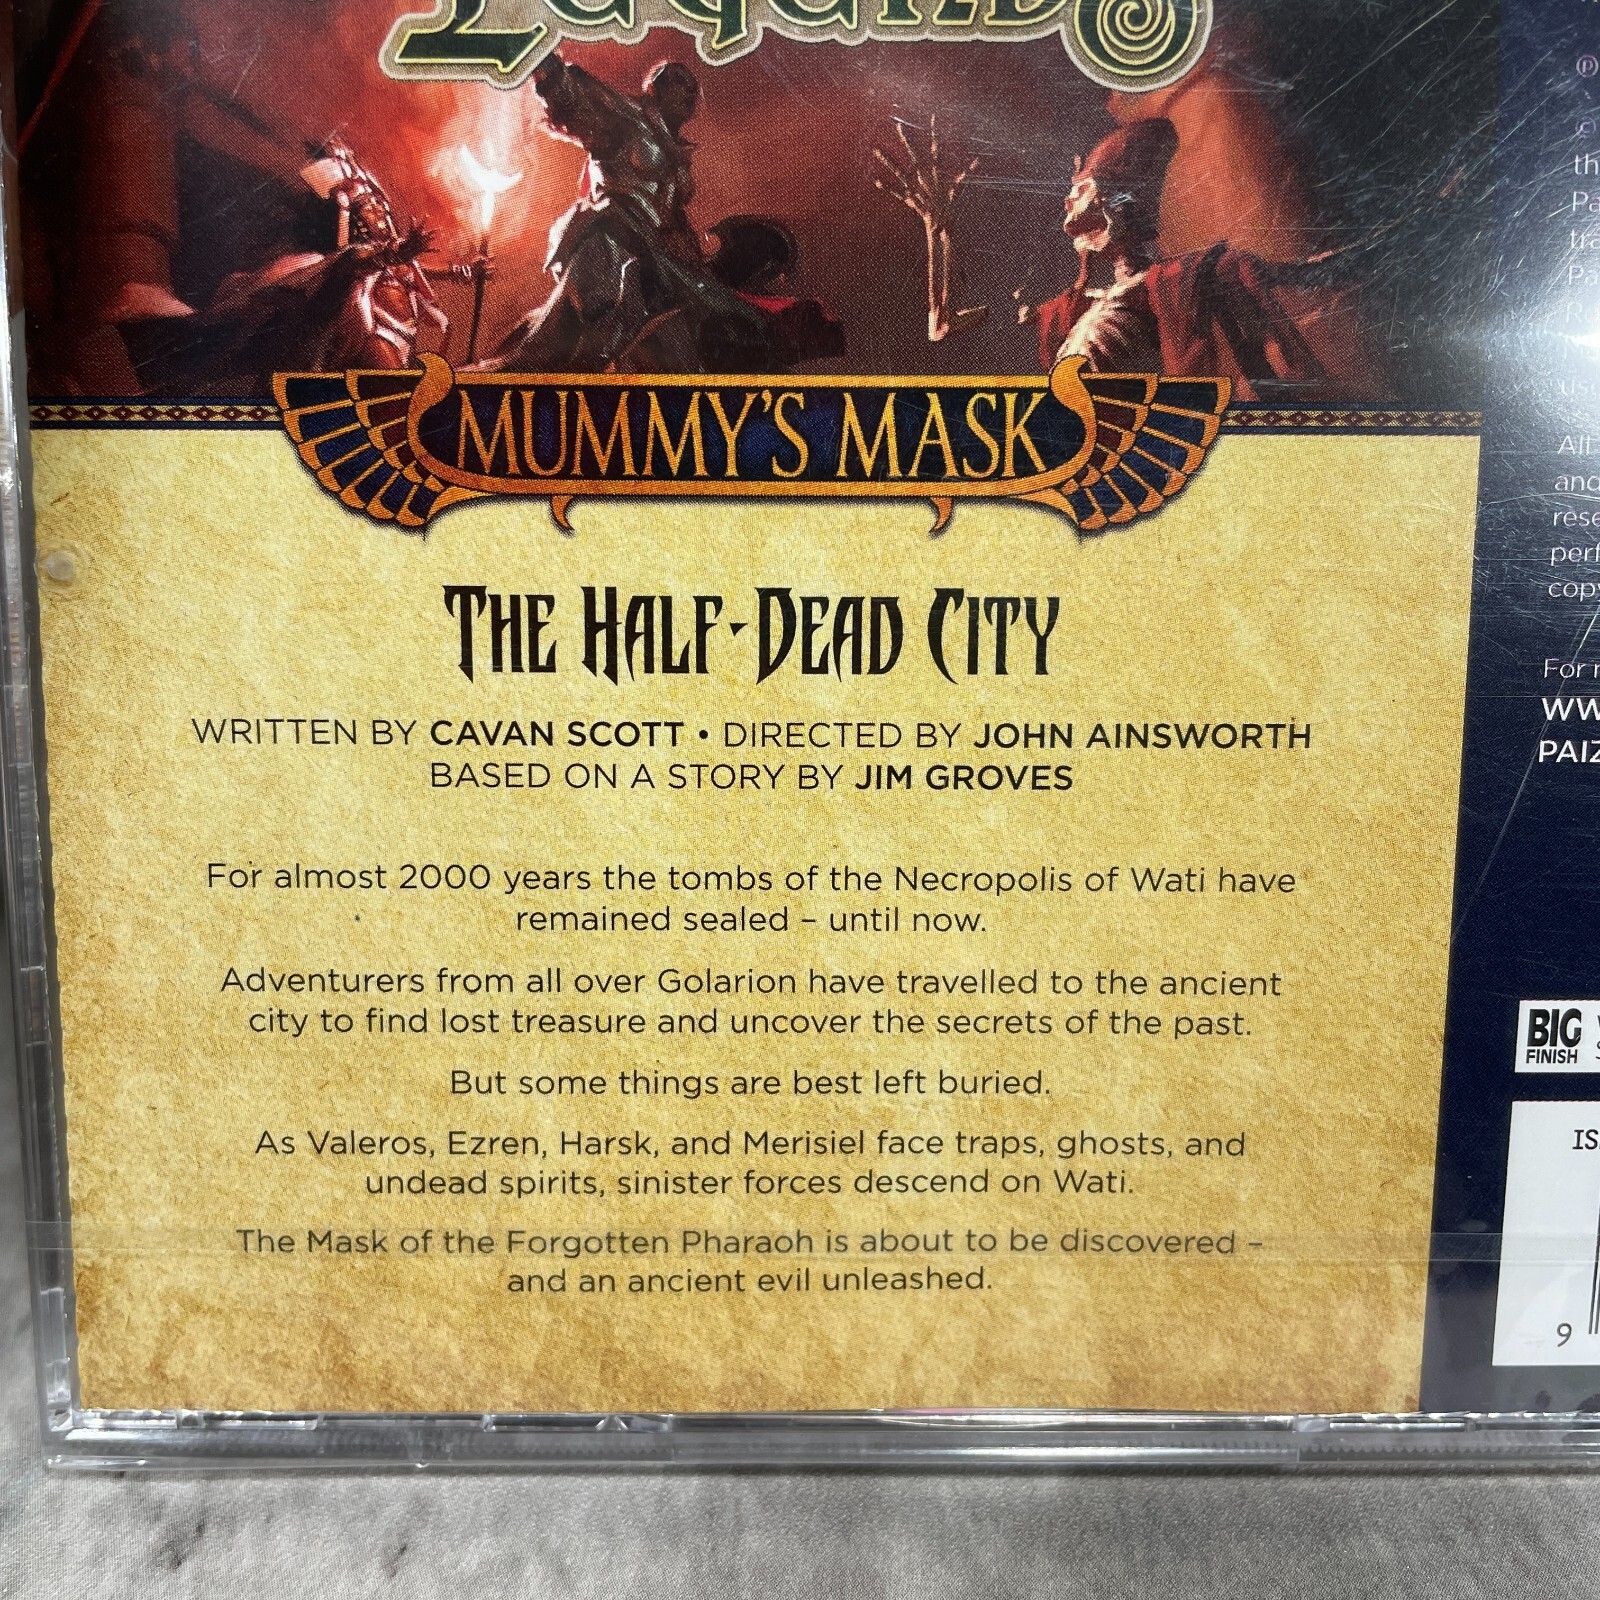 Legends
MUMMY'S MASK
THE HALF-DEAD CITY
WRITTEN BY CAVAN SCOTT • DIRECTED BY JOHN AINSWORTH
BASED ON A STORY BY JIM GROVES
For almost 2000 years the tombs of the Necropolis of Wati have
remained sealed – until now.
Adventurers from all over Golarion have travelled to the ancient
city to find lost treasure and uncover the secrets of the past.
But some things are best left buried.
As Valeros, Ezren, Harsk, and Merisiel face traps, ghosts, and
undead spirits, sinister forces descend on Wati.
The Mask of the Forgotten Pharaoh is about to be discovered –
and an ancient evil unleashed.
℗
©
All
For
BIG
FINISH
9